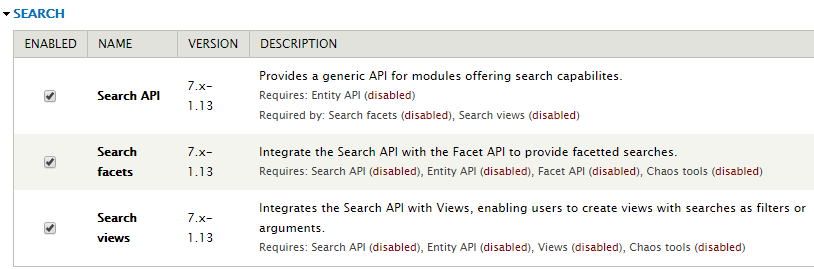 SEARCH
ENABLED NAME VERSION DESCRIPTION
Search API 7.x-1.13 Provides a generic API for modules offering search capabilites.
Requires: Entity API (disabled)
Required by: Search facets (disabled), Search views (disabled)
Search facets 7.x-1.13 Integrate the Search API with the Facet API to provide facetted searches.
Requires: Search API (disabled), Entity API (disabled), Facet API (disabled), Chaos tools (disabled)
Search views 7.x-1.13 Integrates the Search API with Views, enabling users to create views with searches as filters or
arguments.
Requires: Search API (disabled), Entity API (disabled), Views (disabled), Chaos tools (disabled)